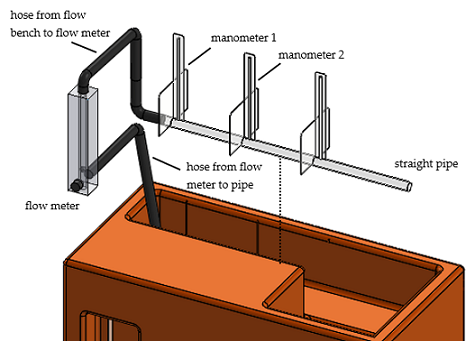 hose from flow
bench to flow meter
manometer 1
manometer 2
straight pipe
hose from flow
meter to pipe
flow meter